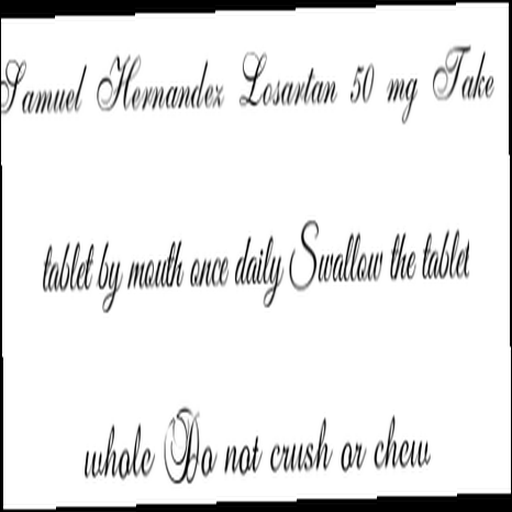 Samuel Hernandez Losartan 50 mg Take
tablet by mouth once daily Swallow the tablet
whole Do not crush or chew